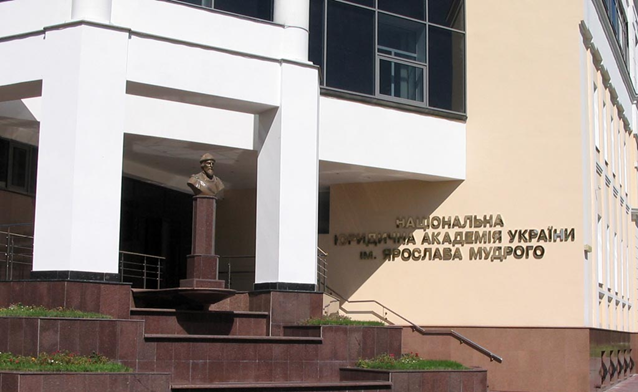 НАЦІОНАЛЬНА
ЮРИДИЧНА АКАДЕМІЯ УКРАЇНИ
ІМ. ЯРОСЛАВА МУДРОГО